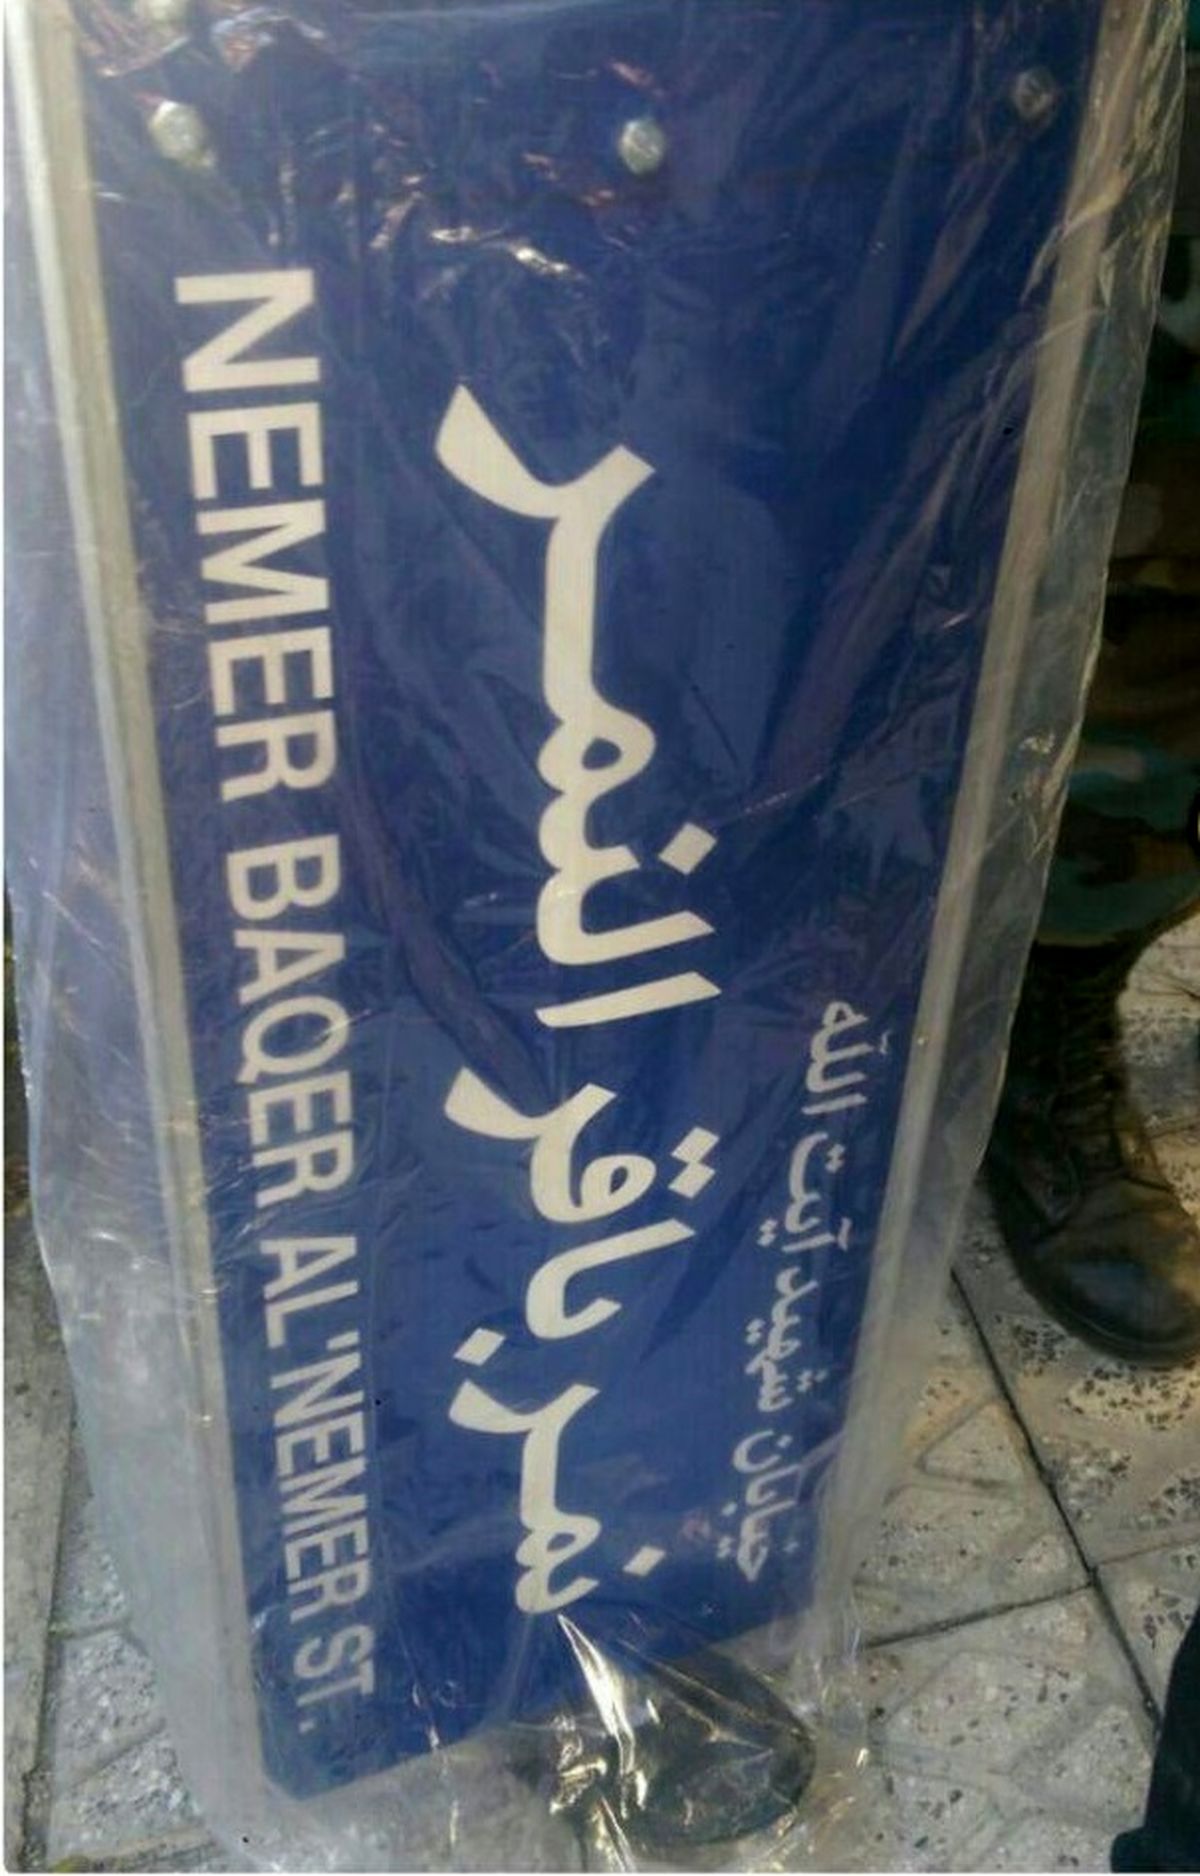 خیابان شهید آیت الله
نمر باقر النمر
NEMER BAQER AL'NEMER ST.